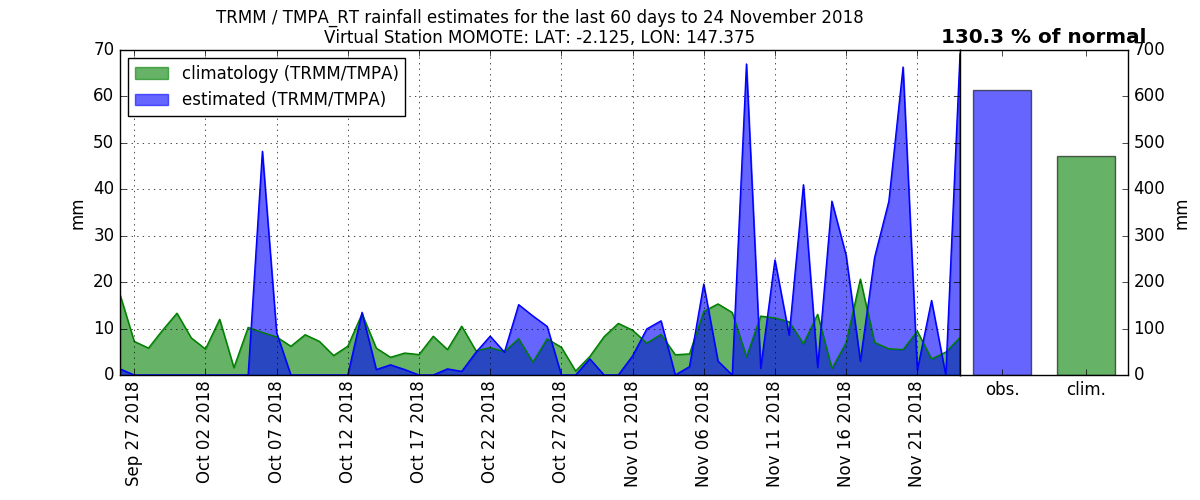 TRMM / TMPA_RT rainfall estimates for the last 60 days to 24 November 2018
Virtual Station MOMOTE: LAT: -2.125, LON: 147.375
130.3 % of normal
climatology (TRMM/TMPA)
estimated (TRMM/TMPA)
mm
70
60
50
40
30
20
10
0
Sep 27 2018
Oct 02 2018
Oct 07 2018
Oct 12 2018
Oct 17 2018
Oct 22 2018
Oct 27 2018
Nov 01 2018
Nov 06 2018
Nov 11 2018
Nov 16 2018
Nov 21 2018
obs.
clim.
700
600
500
400
300
200
100
0
mm